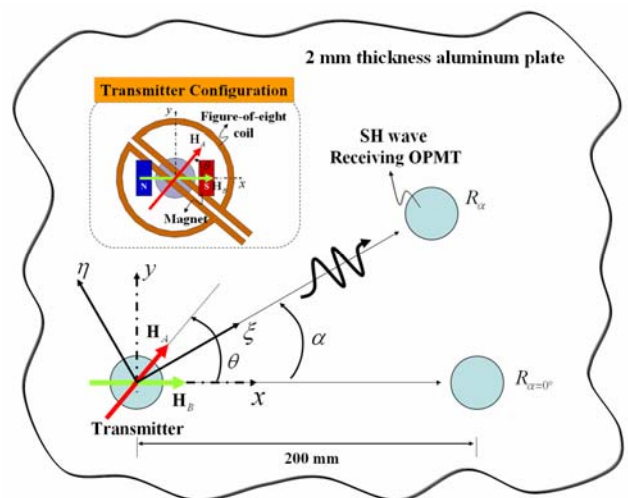 2 mm thickness aluminum plate
Transmitter Configuration
Figure-of-eight
coil
y
H_A
N
S
H_B
x
Magnet
SH wave
Receiving OPMT
R_α
η
y
H_A
ξ
θ
α
x
H_B
R_{α=0°}
Transmitter
200 mm